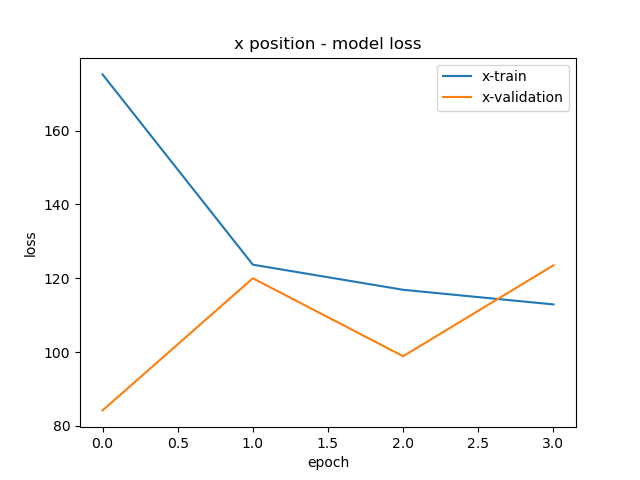 x position - model loss
x-train
x-validation
160
140
120
100
80
loss
0.0 0.5 1.0 1.5 2.0 2.5 3.0
epoch